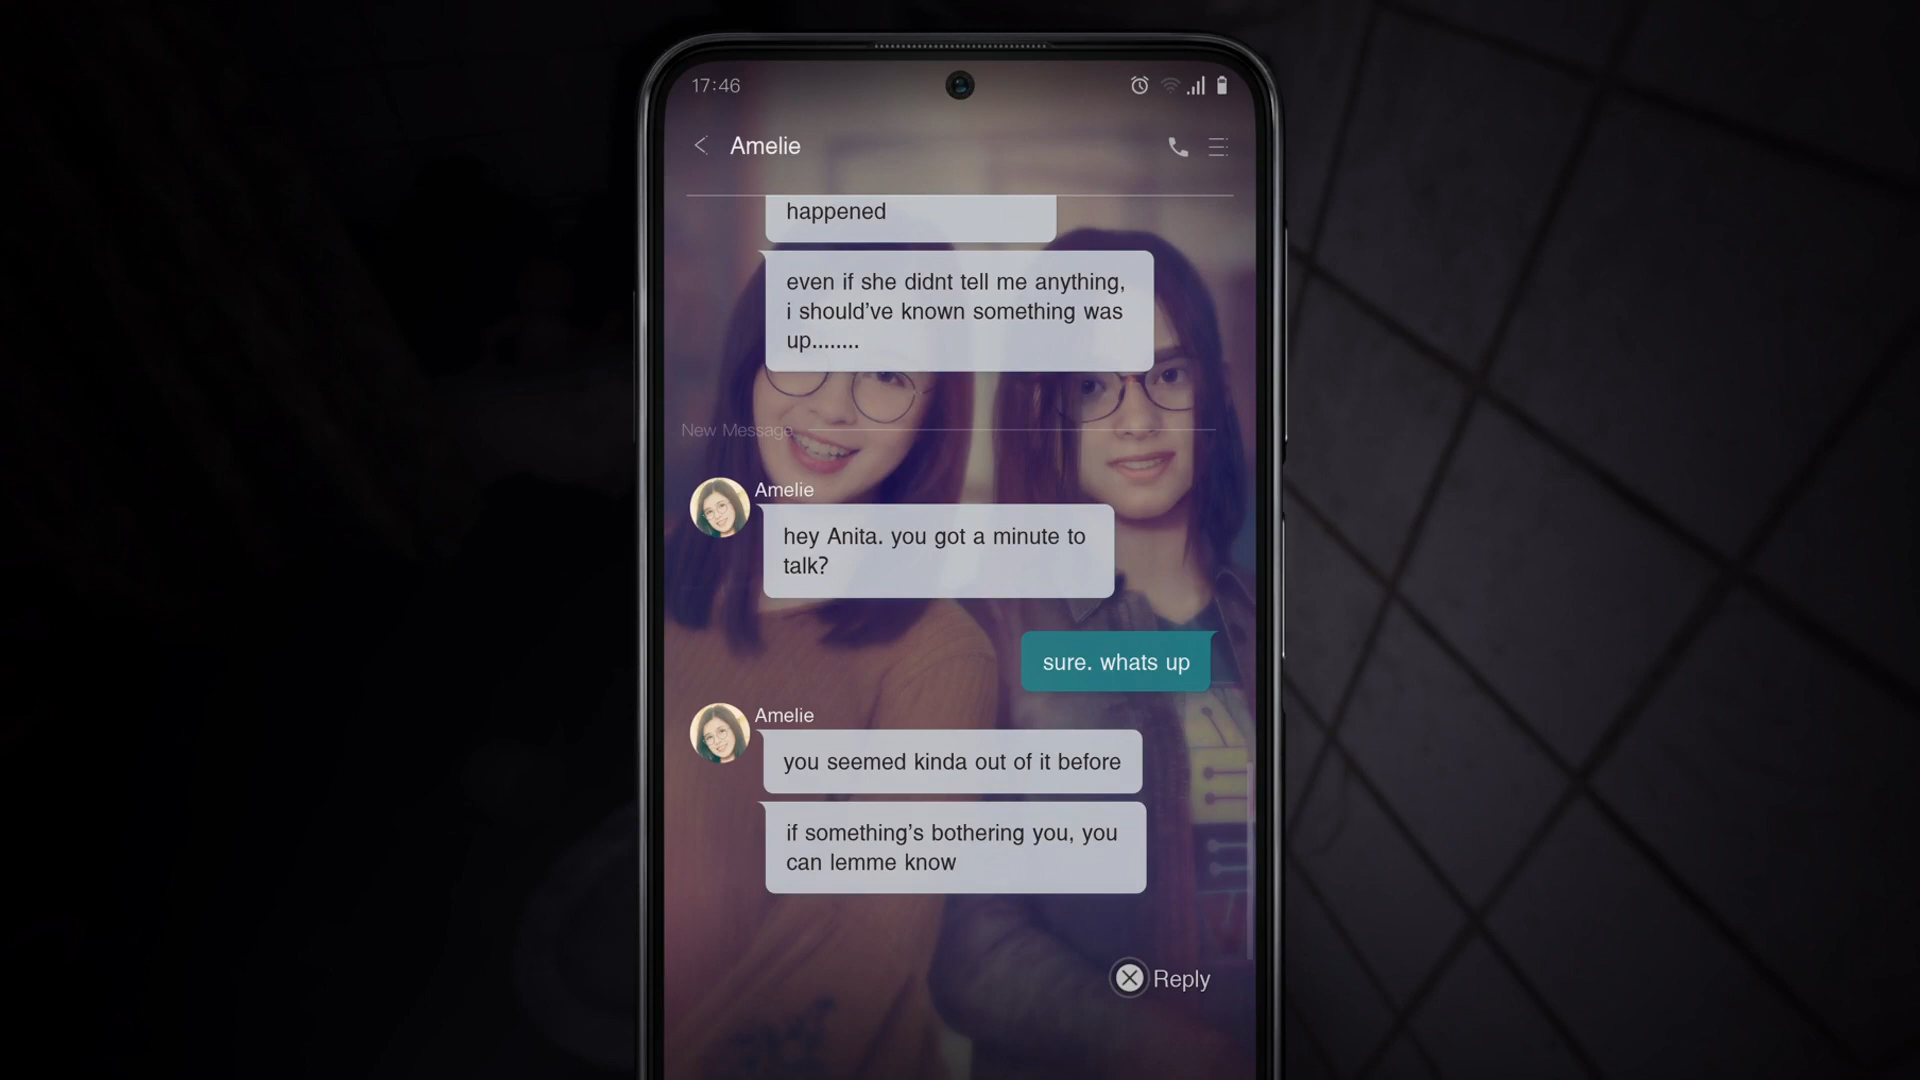 17:46
Amelie
happened
even if she didnt tell me anything,
i should’ve known something was
up........
New Message
Amelie
hey Anita. you got a minute to
talk?
sure. whats up
Amelie
you seemed kinda out of it before
if something’s bothering you, you
can lemme know
Reply